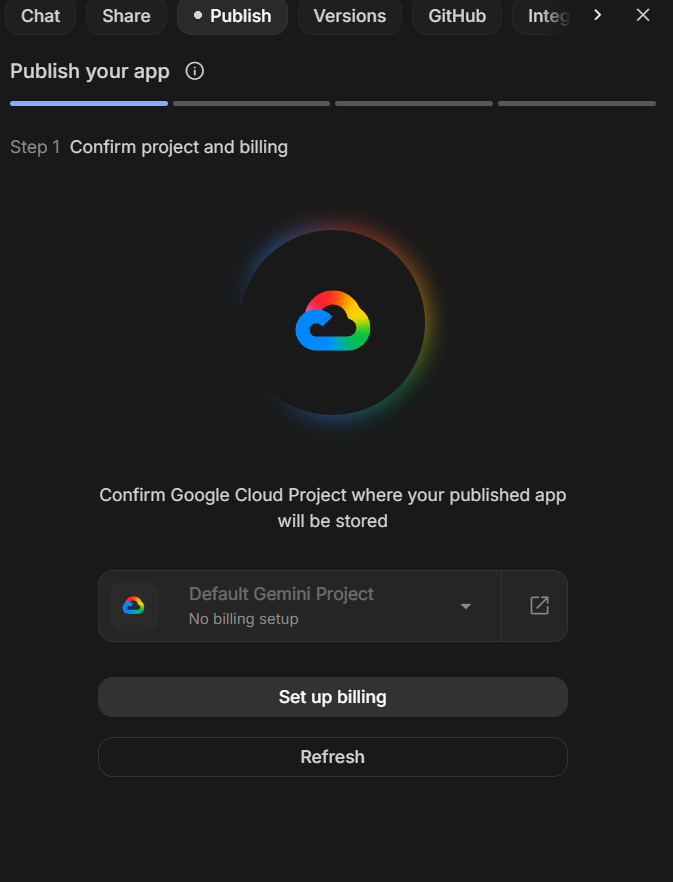 Chat Share Publish Versions GitHub
Publish your app
Step 1 Confirm project and billing
Confirm Google Cloud Project where your published app
will be stored
Default Gemini Project
No billing setup
Set up billing
Refresh